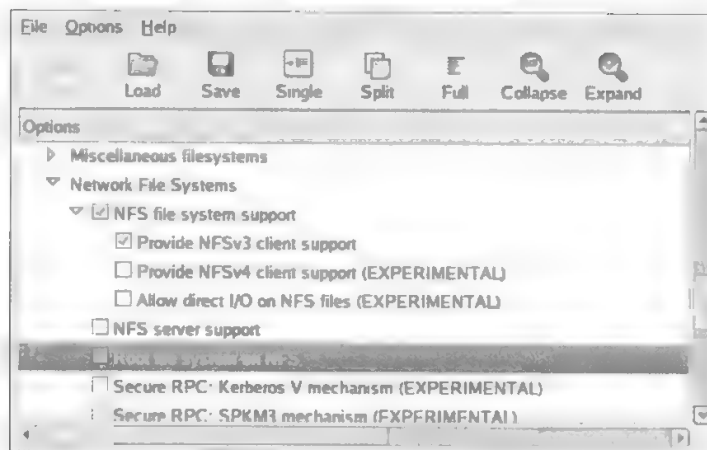 File Options Help
Load Save Single Split Full Collapse Expand
Options
Miscellaneous filesystems
Network File Systems
NFS file system support
Provide NFSv3 client support
Provide NFSv4 client support (EXPERIMENTAL)
Allow direct I/O on NFS files (EXPERIMENTAL)
NFS server support
Root file system on NFS
Secure RPC: Kerberos V mechanism (EXPERIMENTAL)
Secure RPC: SPKM3 mechanism (EXPERIMENTAL)